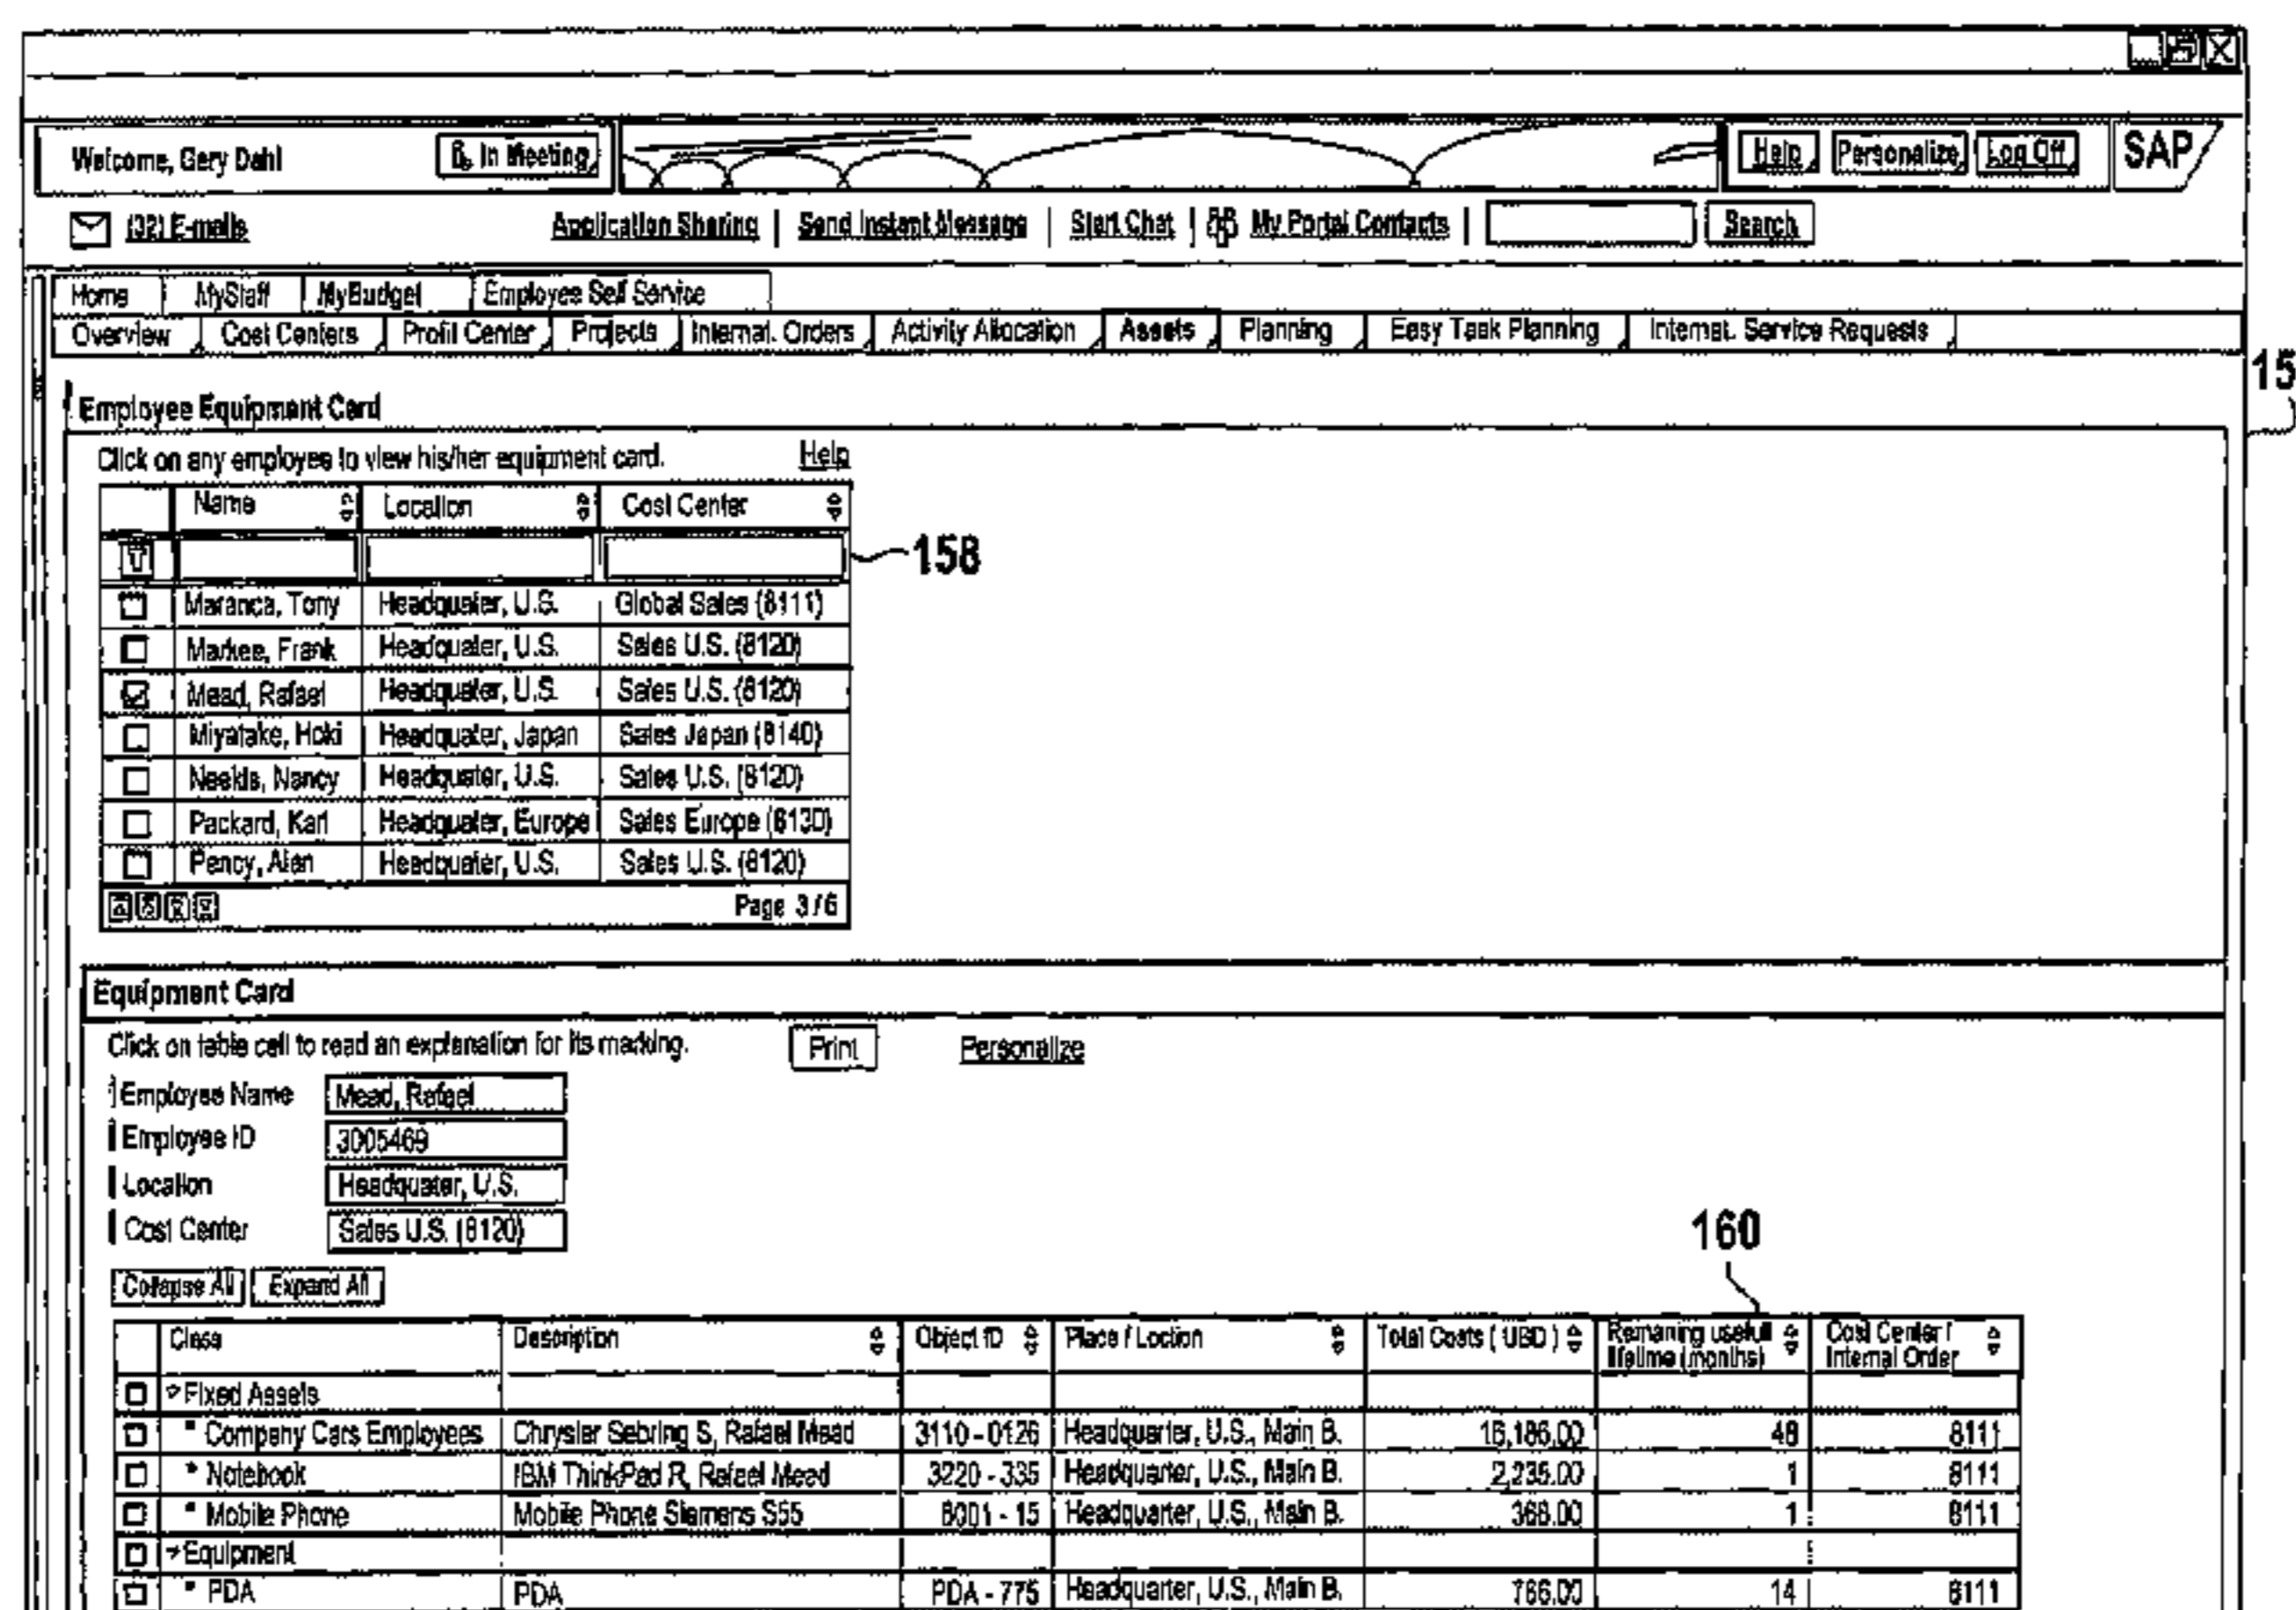 Welcome, Gary Dahl
In Meeting
Help
Personalize
Log Off
SAP
(32) E-mails
Application Sharing | Send Instant Message | Start Chat | My Portal Contacts |
Search
Home
MyStaff
MyBudget
Employee Self Service
Overview
Cost Centers
Profil Center
Projects
Internal. Orders
Activity Allocation
Assets
Planning
Easy Task Planning
Internet. Service Requests
15
Employee Equipment Card
Click on any employee to view his/her equipment card.
Help
Name Location Cost Center
158
Maranca, Tony Headquater, U.S. Global Sales (8111)
Markee, Frank Headquater, U.S. Sales U.S. (8120)
Mead, Rafael Headquater, U.S. Sales U.S. (8120)
Miyatake, Hoki Headquater, Japan Sales Japan (8140)
Nancy Headquater, U.S. Sales U.S. (8120)
Packard, Karl Headquater, Europe Sales Europe (8130)
Pency, Alan Headquater, U.S. Sales U.S. (8120)
Page 3/6
Equipment Card
Click on table cell to read an explanation for its marking.
Print
Personalize
Employee Name Mead, Rafael
Employee ID 3005469
Location Headquater, U.S.
Cost Center Sales U.S. (8120)
160
Collapse All
Expand All
Class Description Object ID Place / Loction Total Costs ( USD ) Remaning usefull lifetime (months) Cost Center / Internal Order
Fixed Assets
Company Cars Employees Chrysler Sebring S, Rafael Mead 3110 - 0126 Headquarter, U.S., Main B. 16,186.00 48 8111
Notebook IBM ThinkPad R, Rafael Mead 3220 - 335 Headquarter, U.S., Main B. 2,235.00 1 8111
Mobile Phone Mobile Phone Siemens S55 8001 - 15 Headquarter, U.S., Main B. 368.00 1 8111
Equipment
PDA PDA PDA - 775 Headquarter, U.S., Main B. 766.00 14 8111